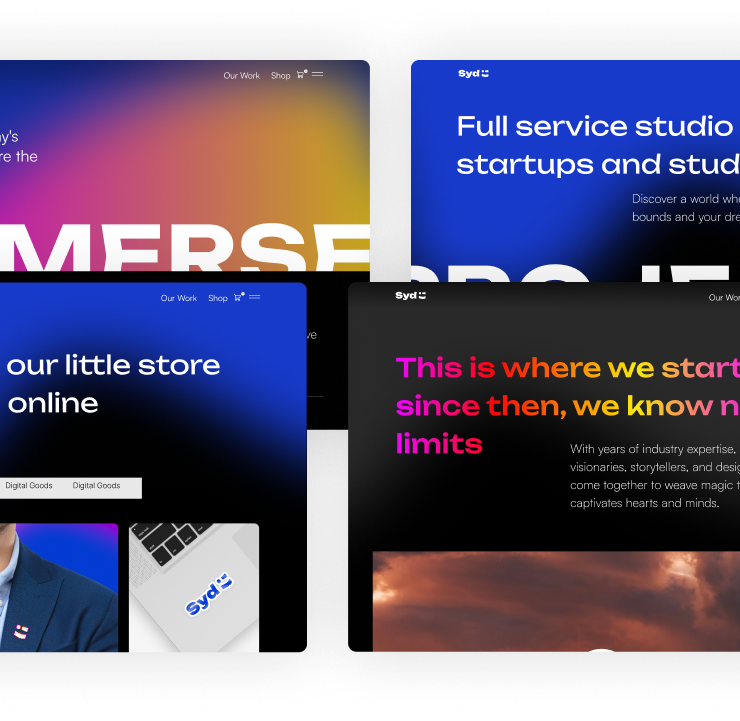 Our Work Shop
ny's
re the
MERSE
ve
Syd
Full service studio
startups and stud
Discover a world whe
bounds and your dre
Our Work Shop
our little store
online
Digital Goods Digital Goods
Syd
Syd
Our Wor
This is where we start
since then, we know n
limits
With years of industry expertise,
visionaries, storytellers, and desig
come together to weave magic t
captivates hearts and minds.